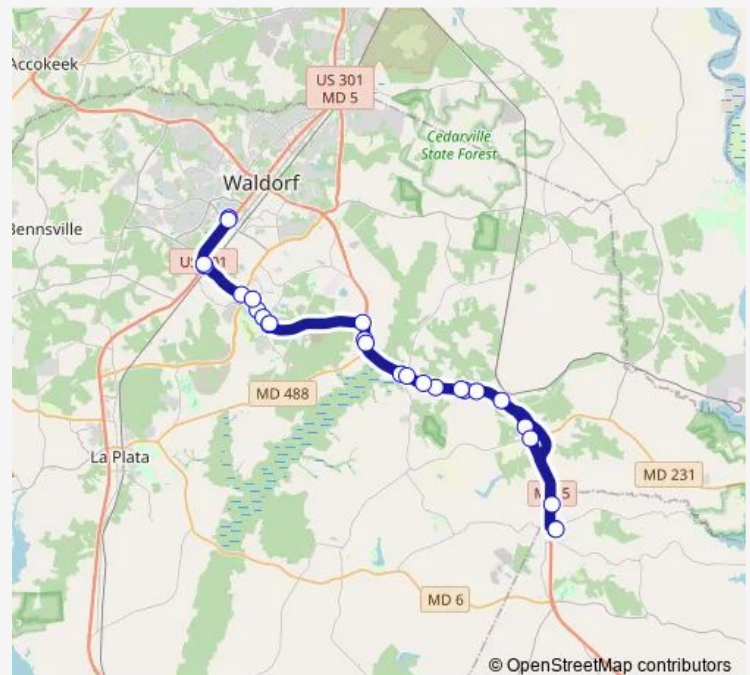 Accokeek
US 301
MD 5
Cedarville
State Forest
Waldorf
Bennsville
MD 488
La Plata
MD 231
MD 6
© OpenStreetMap contributors